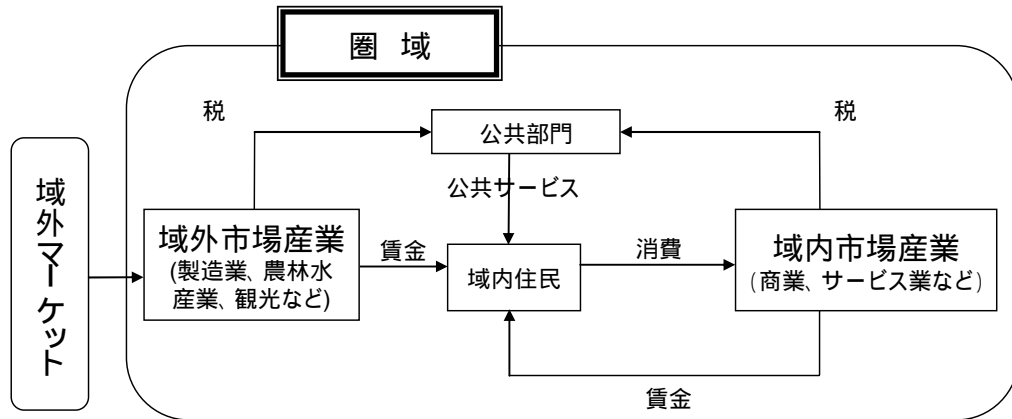 圏 域
税
税
公共部門
公共サービス
域外マーケット
域外市場産業
(製造業、農林水
産業、観光など)
賃金
域内住民
消費
域内市場産業
(商業、サービス業など)
賃金